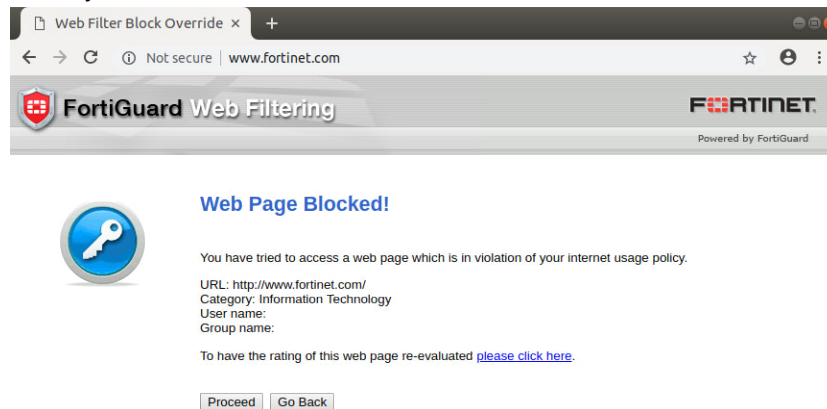 Web Filter Block Override
Not secure | www.fortinet.com
FortiGuard Web Filtering
FORTINET
Powered by FortiGuard
Web Page Blocked!
You have tried to access a web page which is in violation of your internet usage policy.
URL: http://www.fortinet.com/
Category: Information Technology
User name:
Group name:
To have the rating of this web page re-evaluated please click here.
Proceed Go Back